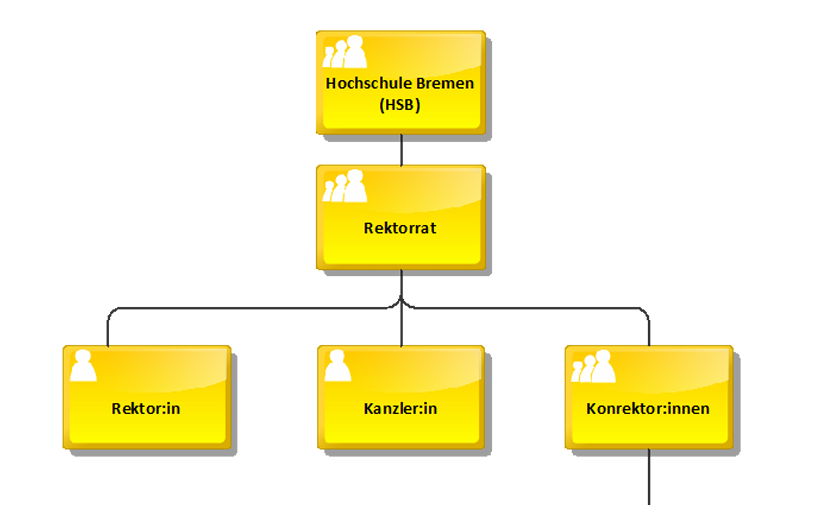 Hochschule Bremen
(HSB)
Rektorrat
Rektor:in
Kanzler:in
Konrektor:innen